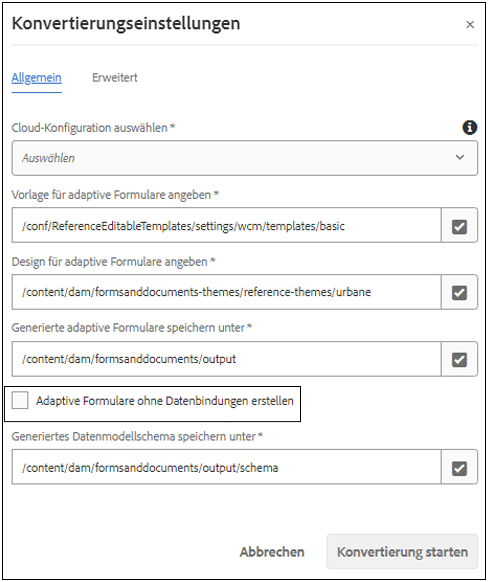 Konvertierungseinstellungen ×
Allgemein Erweitert
Cloud-Konfiguration auswählen *
Auswählen
Vorlage für adaptive Formulare angeben *
/conf/ReferenceEditableTemplates/settings/wcm/templates/basic
Design für adaptive Formulare angeben *
/content/dam/formsanddocuments-themes/reference-themes/urbane
Generierte adaptive Formulare speichern unter *
/content/dam/formsanddocuments/output
Adaptive Formulare ohne Datenbindungen erstellen
Generiertes Datenmodellschema speichern unter *
/content/dam/formsanddocuments/output/schema
Abbrechen Konvertierung starten